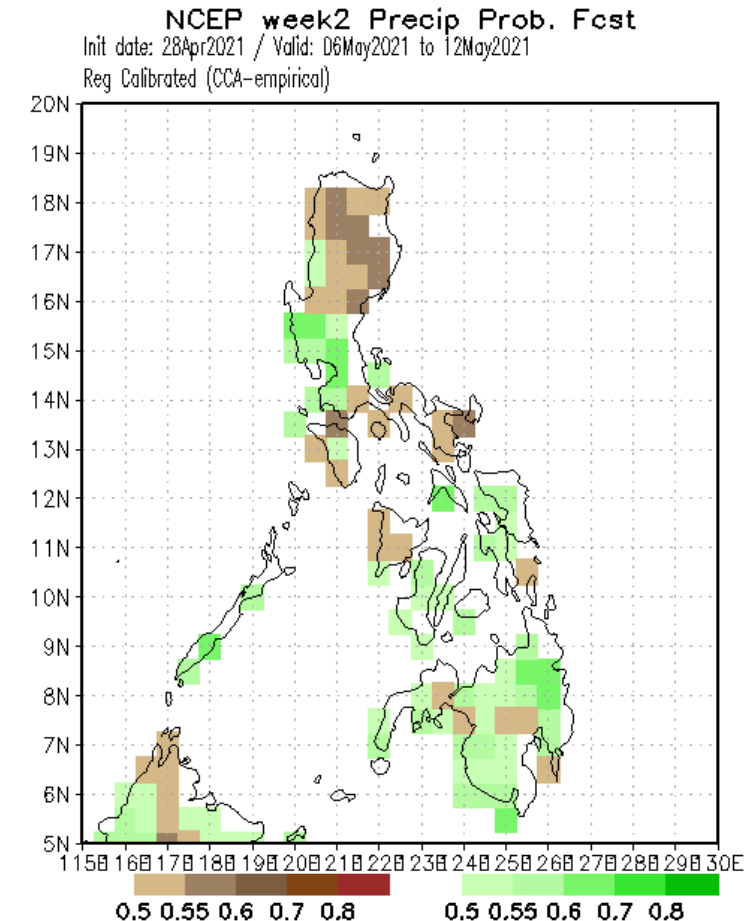 NCEP week2 Precip Prob. Fcst
Init date: 28Apr2021 / Valid: 06May2021 to 12May2021
Reg Calibrated (CCA-empirical)
20N
19N
18N
17N
16N
15N
14N
13N
12N
11N
10N
9N
8N
7N
6N
5N
130E
0.5 0.55 0.6 0.7 0.8
0.5 0.55 0.6 0.7 0.8